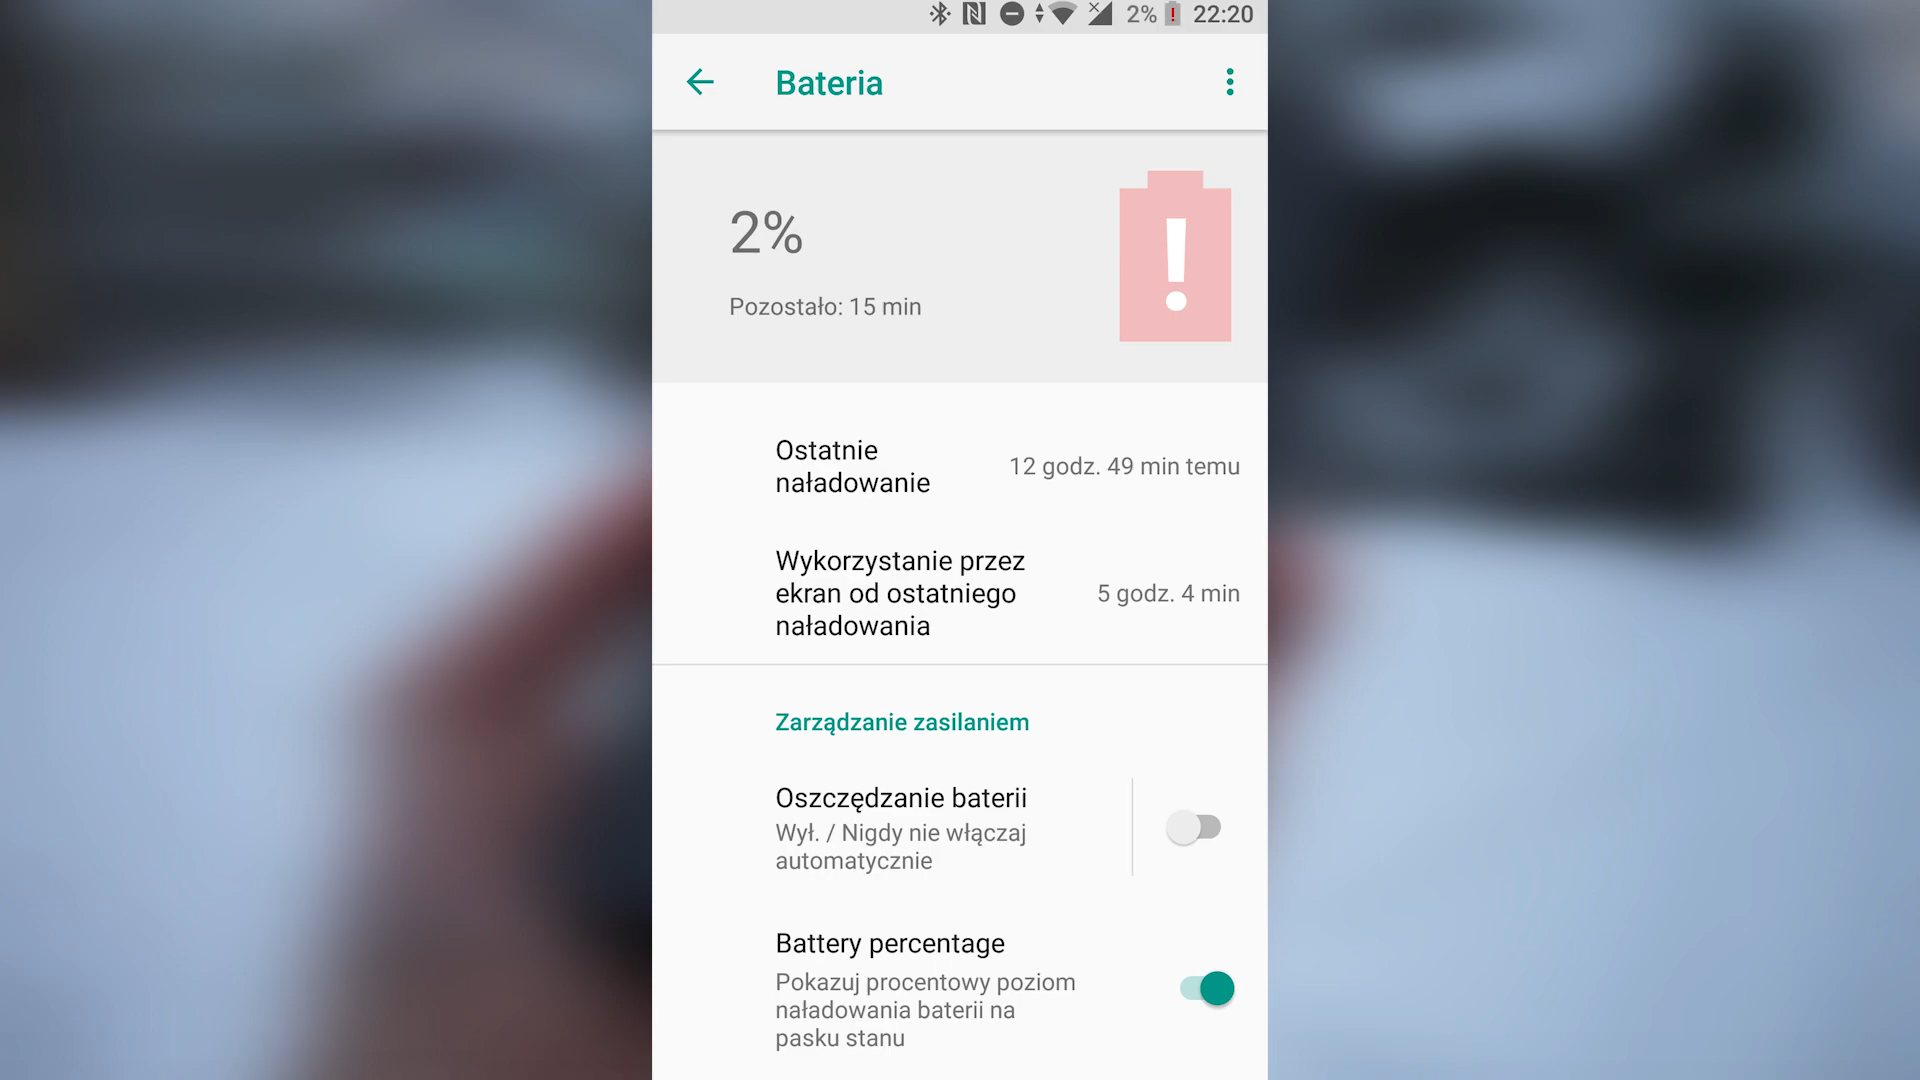 2% 22:20
Bateria
2%
Pozostało: 15 min
Ostatnie
naładowanie
12 godz. 49 min temu
Wykorzystanie przez
ekran od ostatniego
naładowania
5 godz. 4 min
Zarządzanie zasilaniem
Oszczędzanie baterii
Wył. / Nigdy nie włączaj
automatycznie
Battery percentage
Pokazuj procentowy poziom
naładowania baterii na
pasku stanu